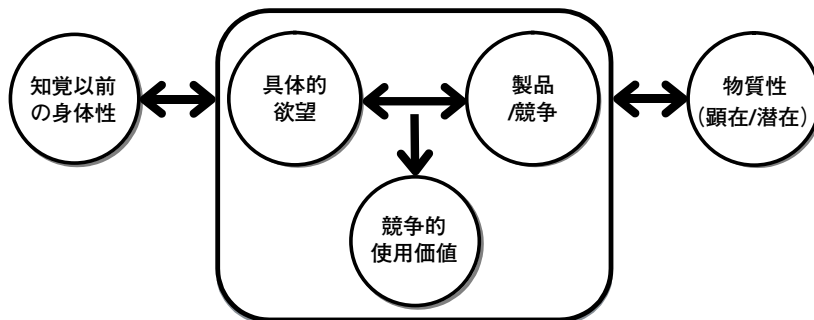 知覚以前
の身体性
具体的
欲望
製品
/競争
物質性
（顕在/潜在）
競争的
使用価値